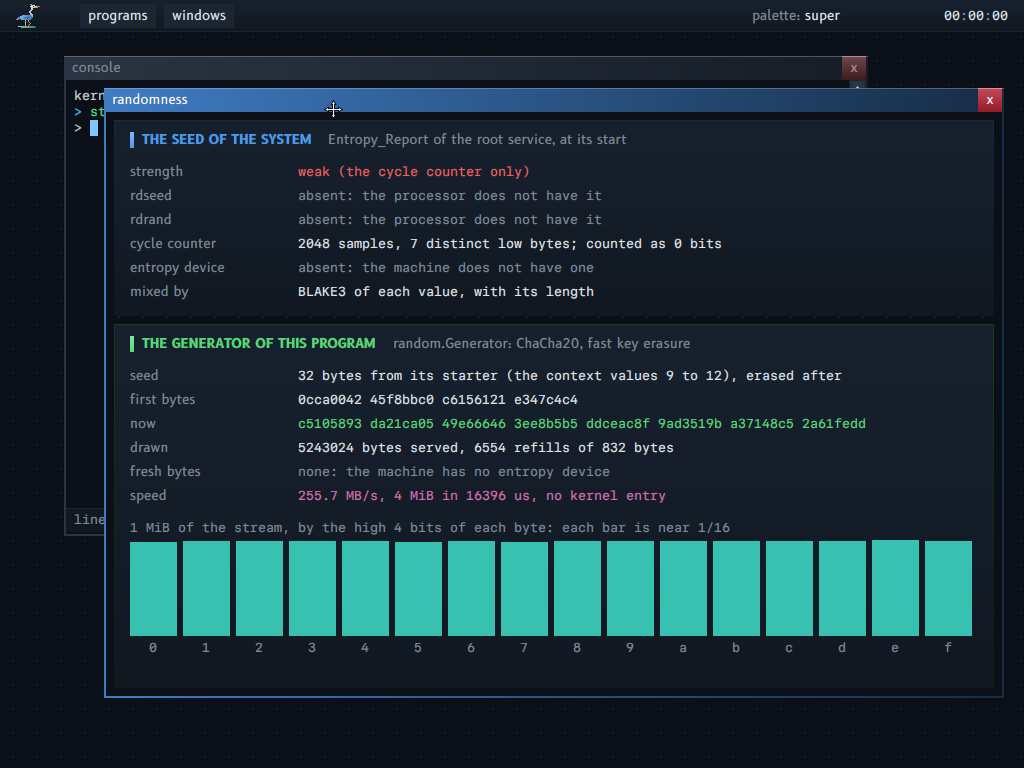 programs windows palette: super 00:00:00
console x
kern
randomness x
> st
>
THE SEED OF THE SYSTEM Entropy_Report of the root service, at its start
strength weak (the cycle counter only)
rdseed absent: the processor does not have it
rdrand absent: the processor does not have it
cycle counter 2048 samples, 7 distinct low bytes; counted as 0 bits
entropy device absent: the machine does not have one
mixed by BLAKE3 of each value, with its length
THE GENERATOR OF THIS PROGRAM random.Generator: ChaCha20, fast key erasure
seed 32 bytes from its starter (the context values 9 to 12), erased after
first bytes 0cca0042 45f8bbc0 c6156121 e347c4c4
now c5105893 da21ca05 49e66646 3ee8b5b5 ddceac8f 9ad3519b a37148c5 2a61fedd
drawn 5243024 bytes served, 6554 refills of 832 bytes
fresh bytes none: the machine has no entropy device
speed 255.7 MB/s, 4 MiB in 16396 us, no kernel entry
line
1 MiB of the stream, by the high 4 bits of each byte: each bar is near 1/16
0 1 2 3 4 5 6 7 8 9 a b c d e f